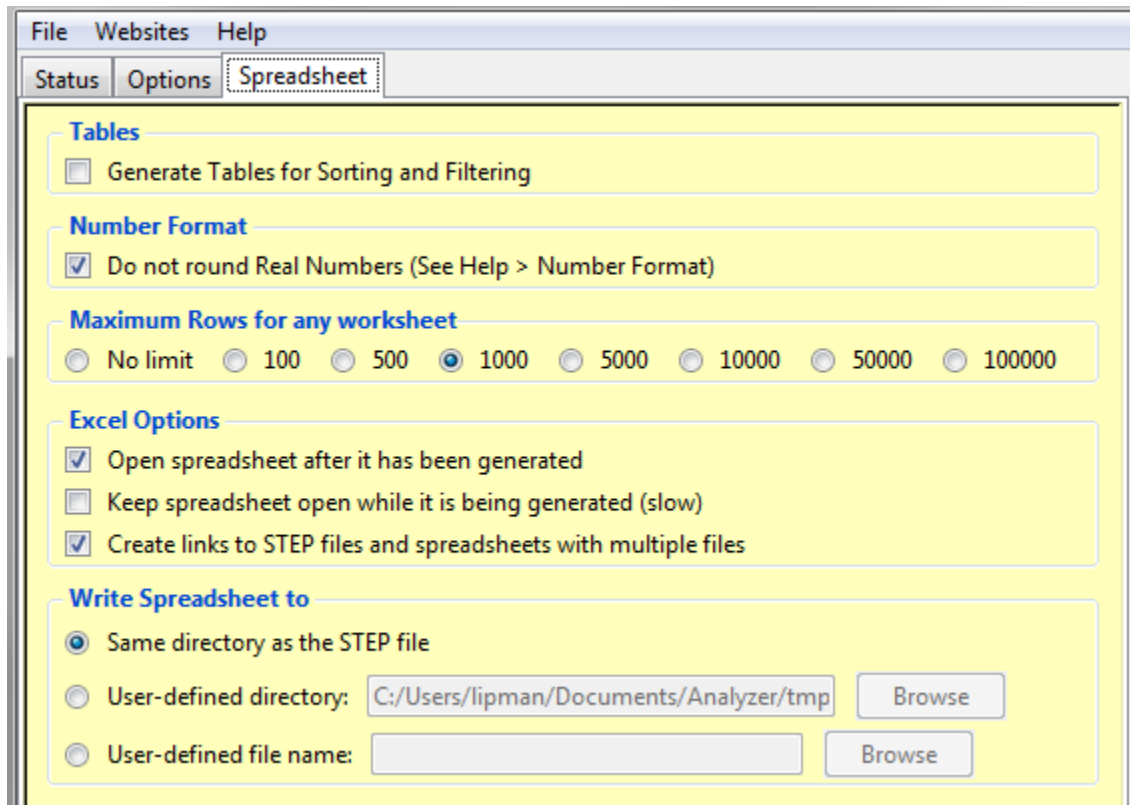 File Websites Help
Status Options Spreadsheet
Tables
Generate Tables for Sorting and Filtering
Number Format
Do not round Real Numbers (See Help > Number Format)
Maximum Rows for any worksheet
No limit 100 500 1000 5000 10000 50000 100000
Excel Options
Open spreadsheet after it has been generated
Keep spreadsheet open while it is being generated (slow)
Create links to STEP files and spreadsheets with multiple files
Write Spreadsheet to
Same directory as the STEP file
User-defined directory: C:/Users/lipman/Documents/Analyzer/tmp Browse
User-defined file name: Browse